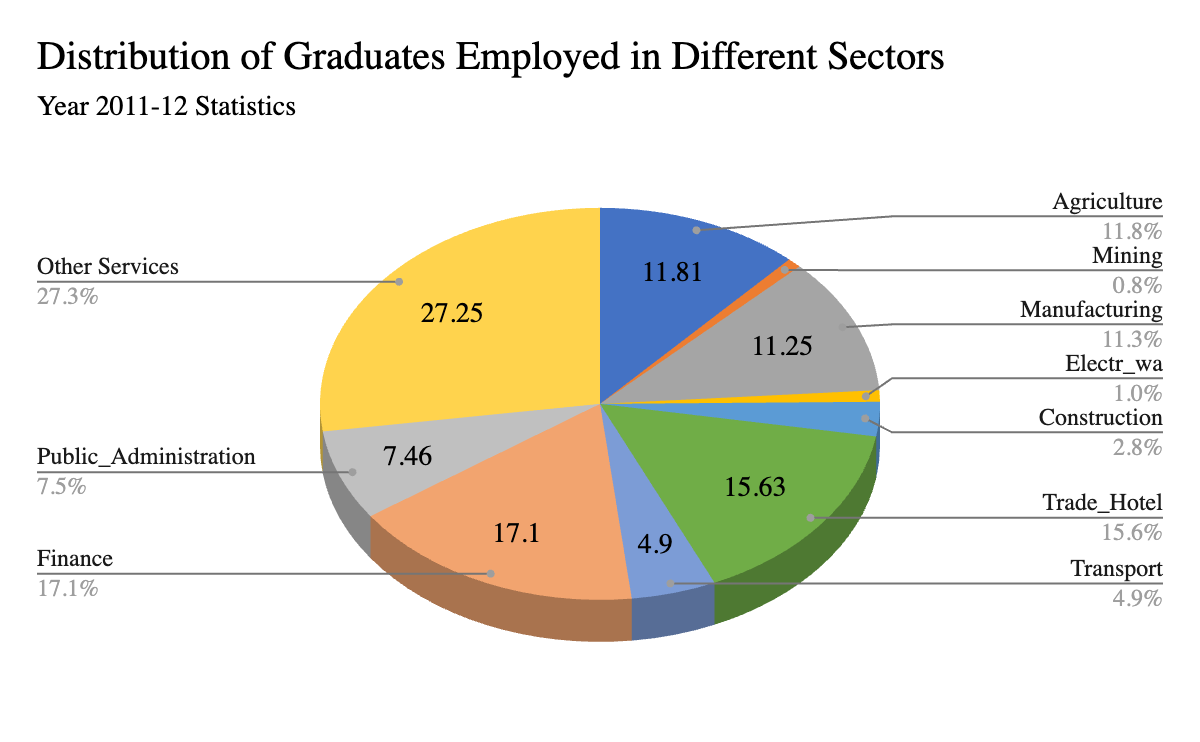 Distribution of Graduates Employed in Different Sectors
Year 2011-12 Statistics
Agriculture
11.8%
Mining
0.8%
Manufacturing
11.3%
Electr_wa
1.0%
Construction
2.8%
Trade_Hotel
15.6%
Transport
4.9%
Other Services
27.3%
Public_Administration
7.5%
Finance
17.1%
11.81
27.25
11.25
7.46
15.63
17.1
4.9